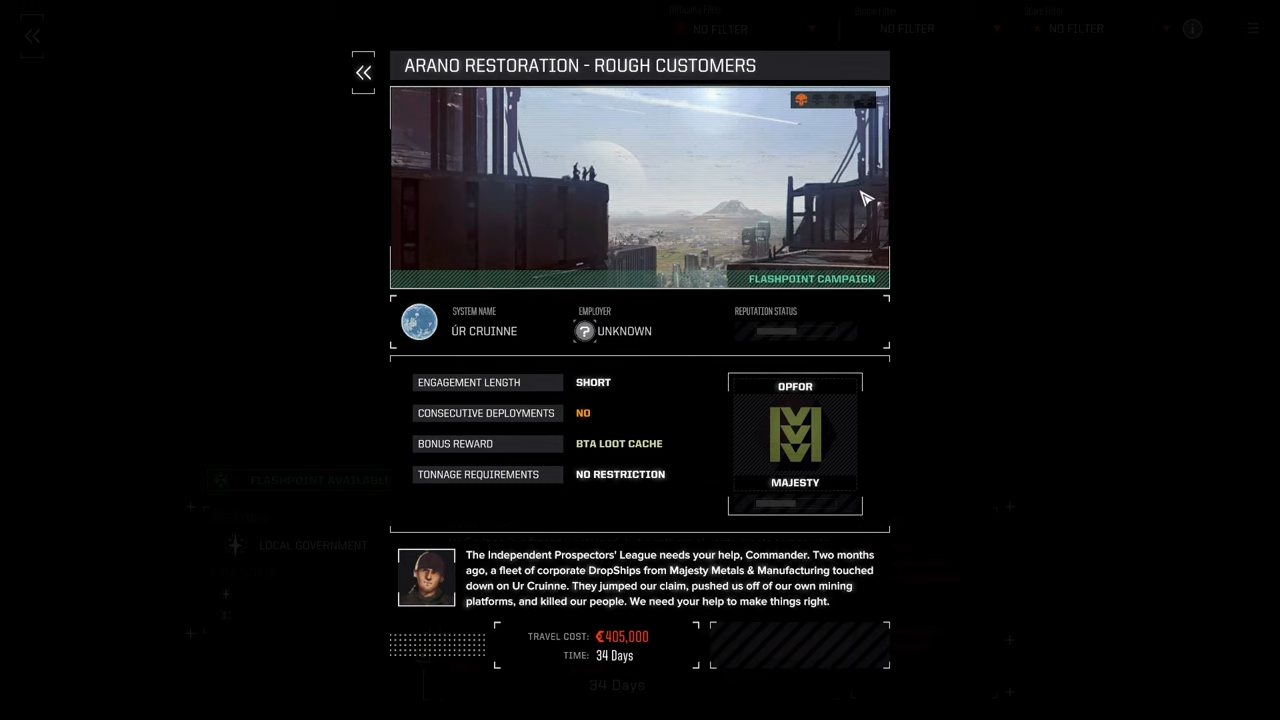 NO FILTER
NO FILTER
NO FILTER
ARANO RESTORATION - ROUGH CUSTOMERS
FLASHPOINT CAMPAIGN
SYSTEM NAME
ÚR CRUINNE
EMPLOYER
? UNKNOWN
REPUTATION STATUS
ENGAGEMENT LENGTH SHORT
CONSECUTIVE DEPLOYMENTS NO
BONUS REWARD BTA LOOT CACHE
TONNAGE REQUIREMENTS NO RESTRICTION
OPFOR
MAJESTY
FLASHPOINT AVAILABL
LOCAL GOVERNMENT
The Independent Prospectors' League needs your help, Commander. Two months
ago, a fleet of corporate DropShips from Majesty Metals & Manufacturing touched
down on Ur Cruinne. They jumped our claim, pushed us off of our own mining
platforms, and killed our people. We need your help to make things right.
TRAVEL COST: 405,000
TIME: 34 Days
34 Days